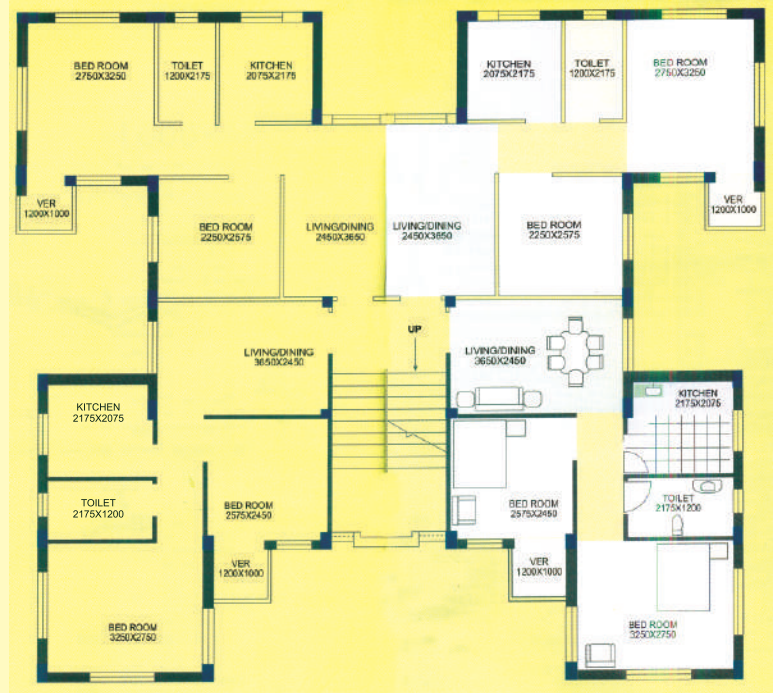 BED ROOM
2750X3250
TOILET
1200X2175
KITCHEN
2075X2175
KITCHEN
2075X2175
TOILET
1200X2175
BED ROOM
2750X3250
VER
1200X1000
VER
1200X1000
BED ROOM
2250X2575
LIVING/DINING
2450X3650
LIVING/DINING
2450X3650
BED ROOM
2250X2575
UP
LIVING/DINING
3650X2450
LIVING/DINING
3650X2450
KITCHEN
2175X2075
KITCHEN
2175X2075
TOILET
2175X1200
BED ROOM
2575X2450
BED ROOM
2575X2450
TOILET
2175X1200
VER
1200X1000
VER
1200X1000
BED ROOM
3250X2750
BED ROOM
3250X2750